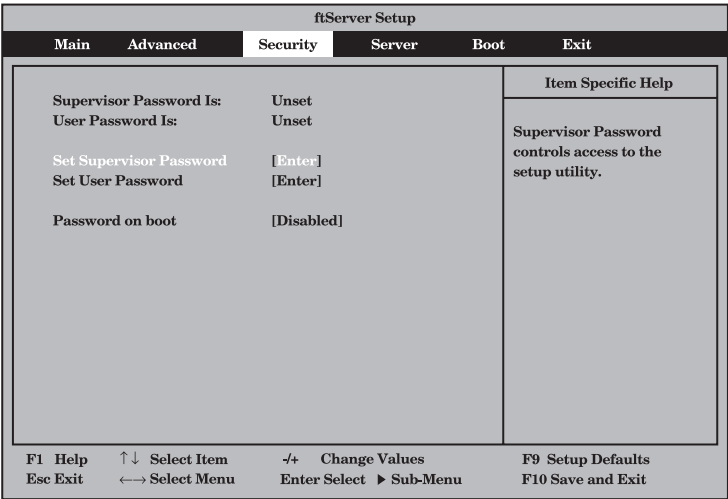 ftServer Setup
Main Advanced Security Server Boot Exit
Supervisor Password Is: Unset
User Password Is: Unset
Set Supervisor Password [Enter]
Set User Password [Enter]
Password on boot [Disabled]
Item Specific Help
Supervisor Password
controls access to the
setup utility.
F1 Help ↑↓ Select Item -/+ Change Values F9 Setup Defaults
Esc Exit ←→ Select Menu Enter Select ▶ Sub-Menu F10 Save and Exit